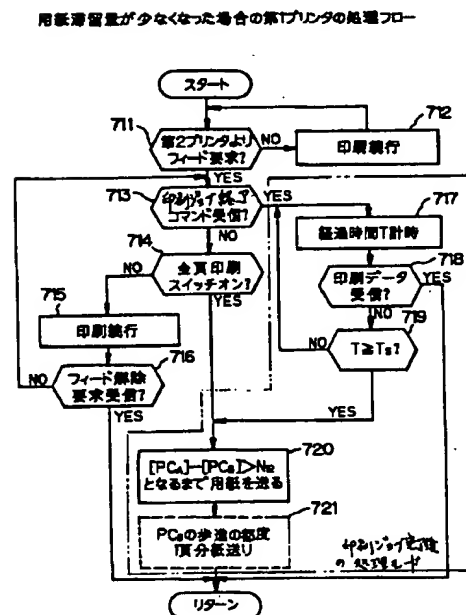 用紙滞留量が少なくなった場合の第1プリンタの処理フロー
スタート
711
第2プリンタより
フィード要求?
NO
712
印刷続行
YES
713
印刷ジョブ終了
コマンド受信?
YES
NO
717
経過時間T計時
714
全頁印刷
スイッチオン?
NO
YES
718
印刷データ
受信?
YES
NO
715
印刷続行
719
T≧Ts?
NO
YES
716
フィード解除
要求受信?
NO
YES
720
[PCA]-[PCB]>N12
となるまで用紙を送る
721
PCBの歩進の都度
1頁分紙送り
印刷ジョブ完了後
の処理モード
リターン